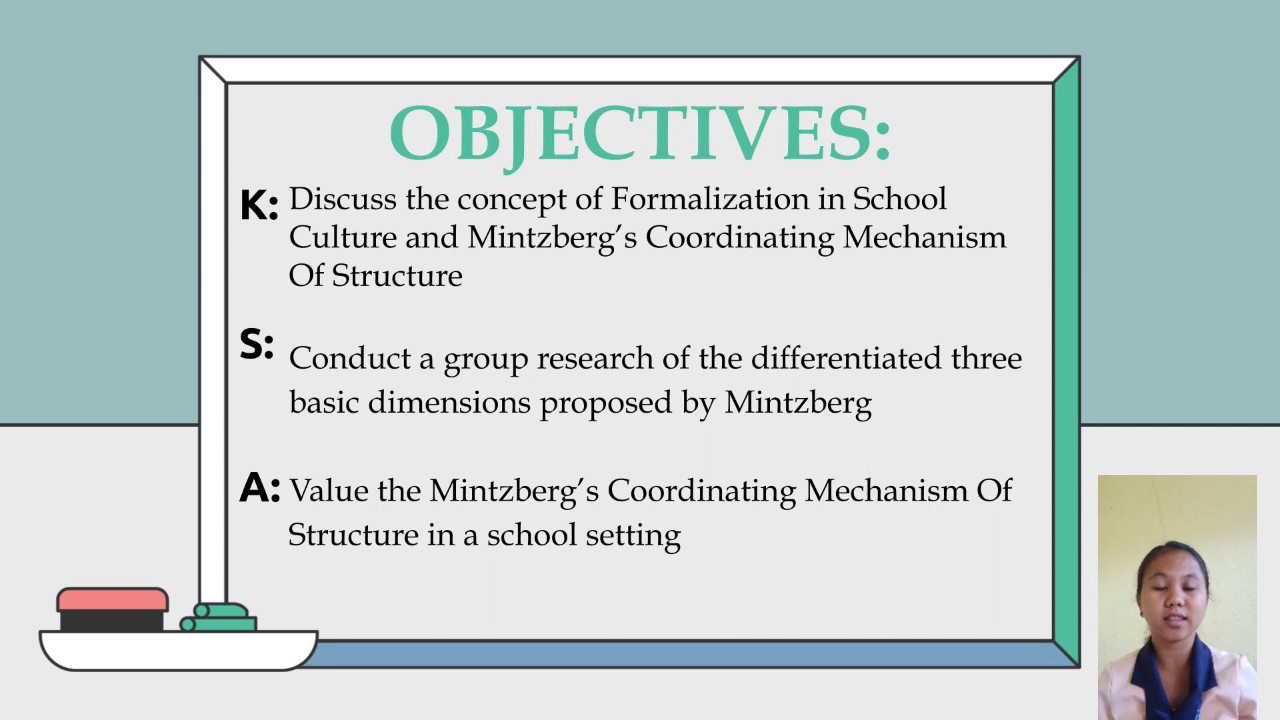 OBJECTIVES:
K: Discuss the concept of Formalization in School
Culture and Mintzberg’s Coordinating Mechanism
Of Structure
S: Conduct a group research of the differentiated three
basic dimensions proposed by Mintzberg
A: Value the Mintzberg’s Coordinating Mechanism Of
Structure in a school setting